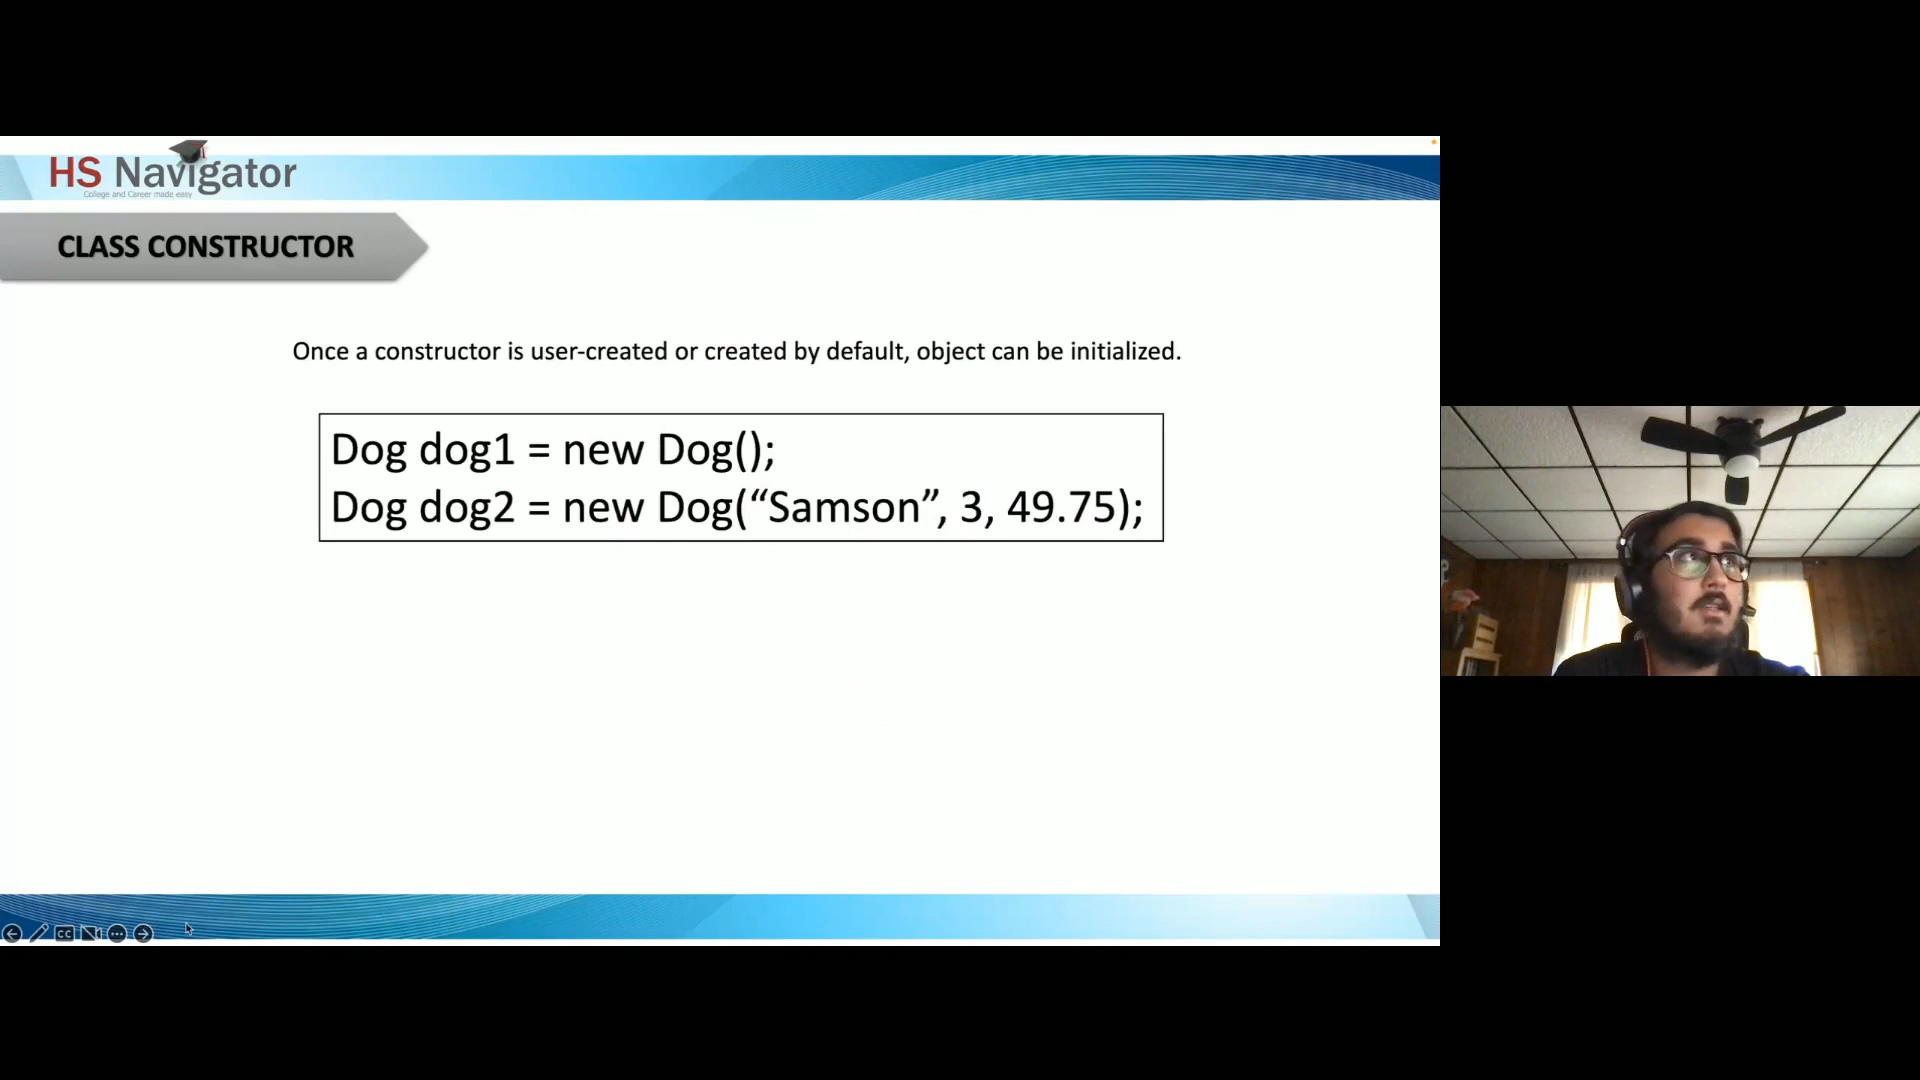 HS Navigator
College and Career made easy
CLASS CONSTRUCTOR
Once a constructor is user-created or created by default, object can be initialized.
Dog dog1 = new Dog();
Dog dog2 = new Dog(“Samson”, 3, 49.75);
CC